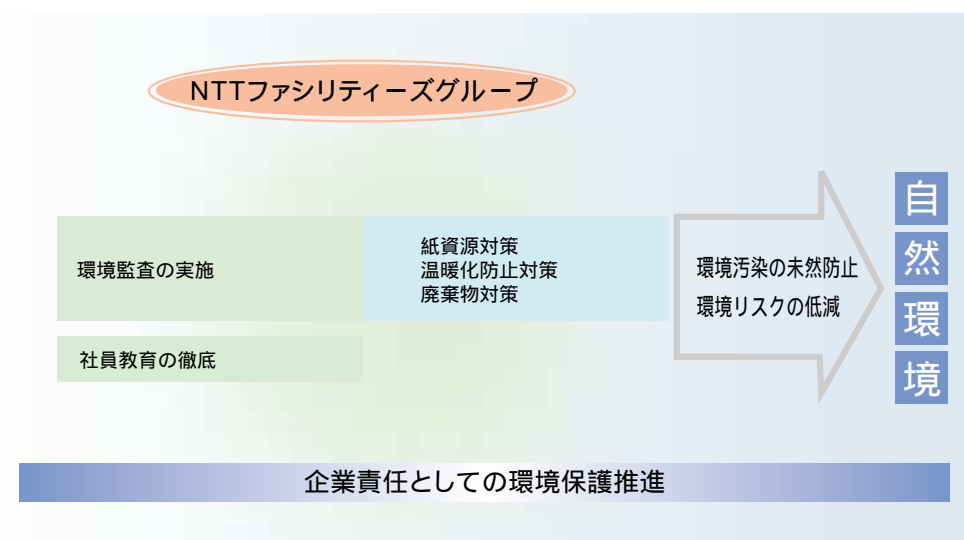 NTTファシリティーズグループ
環境監査の実施
紙資源対策
温暖化防止対策
廃棄物対策
社員教育の徹底
環境汚染の未然防止
環境リスクの低減
自然環境
企業責任としての環境保護推進